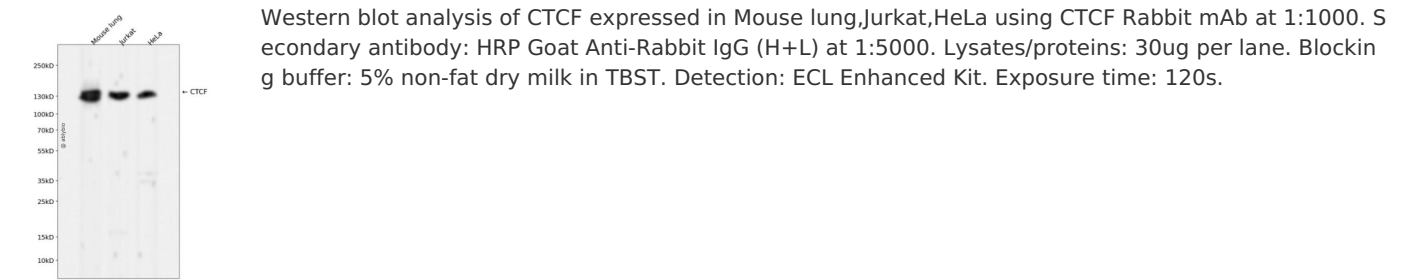 Mouse lung
Jurkat
HeLa
Western blot analysis of CTCF expressed in Mouse lung,Jurkat,HeLa using CTCF Rabbit mAb at 1:1000. S
econdary antibody: HRP Goat Anti-Rabbit IgG (H+L) at 1:5000. Lysates/proteins: 30ug per lane. Blockin
g buffer: 5% non-fat dry milk in TBST. Detection: ECL Enhanced Kit. Exposure time: 120s.
250kD
130kD
← CTCF
100kD
70kD
55kD
35kD
25kD
15kD
10kD
@ ablybio